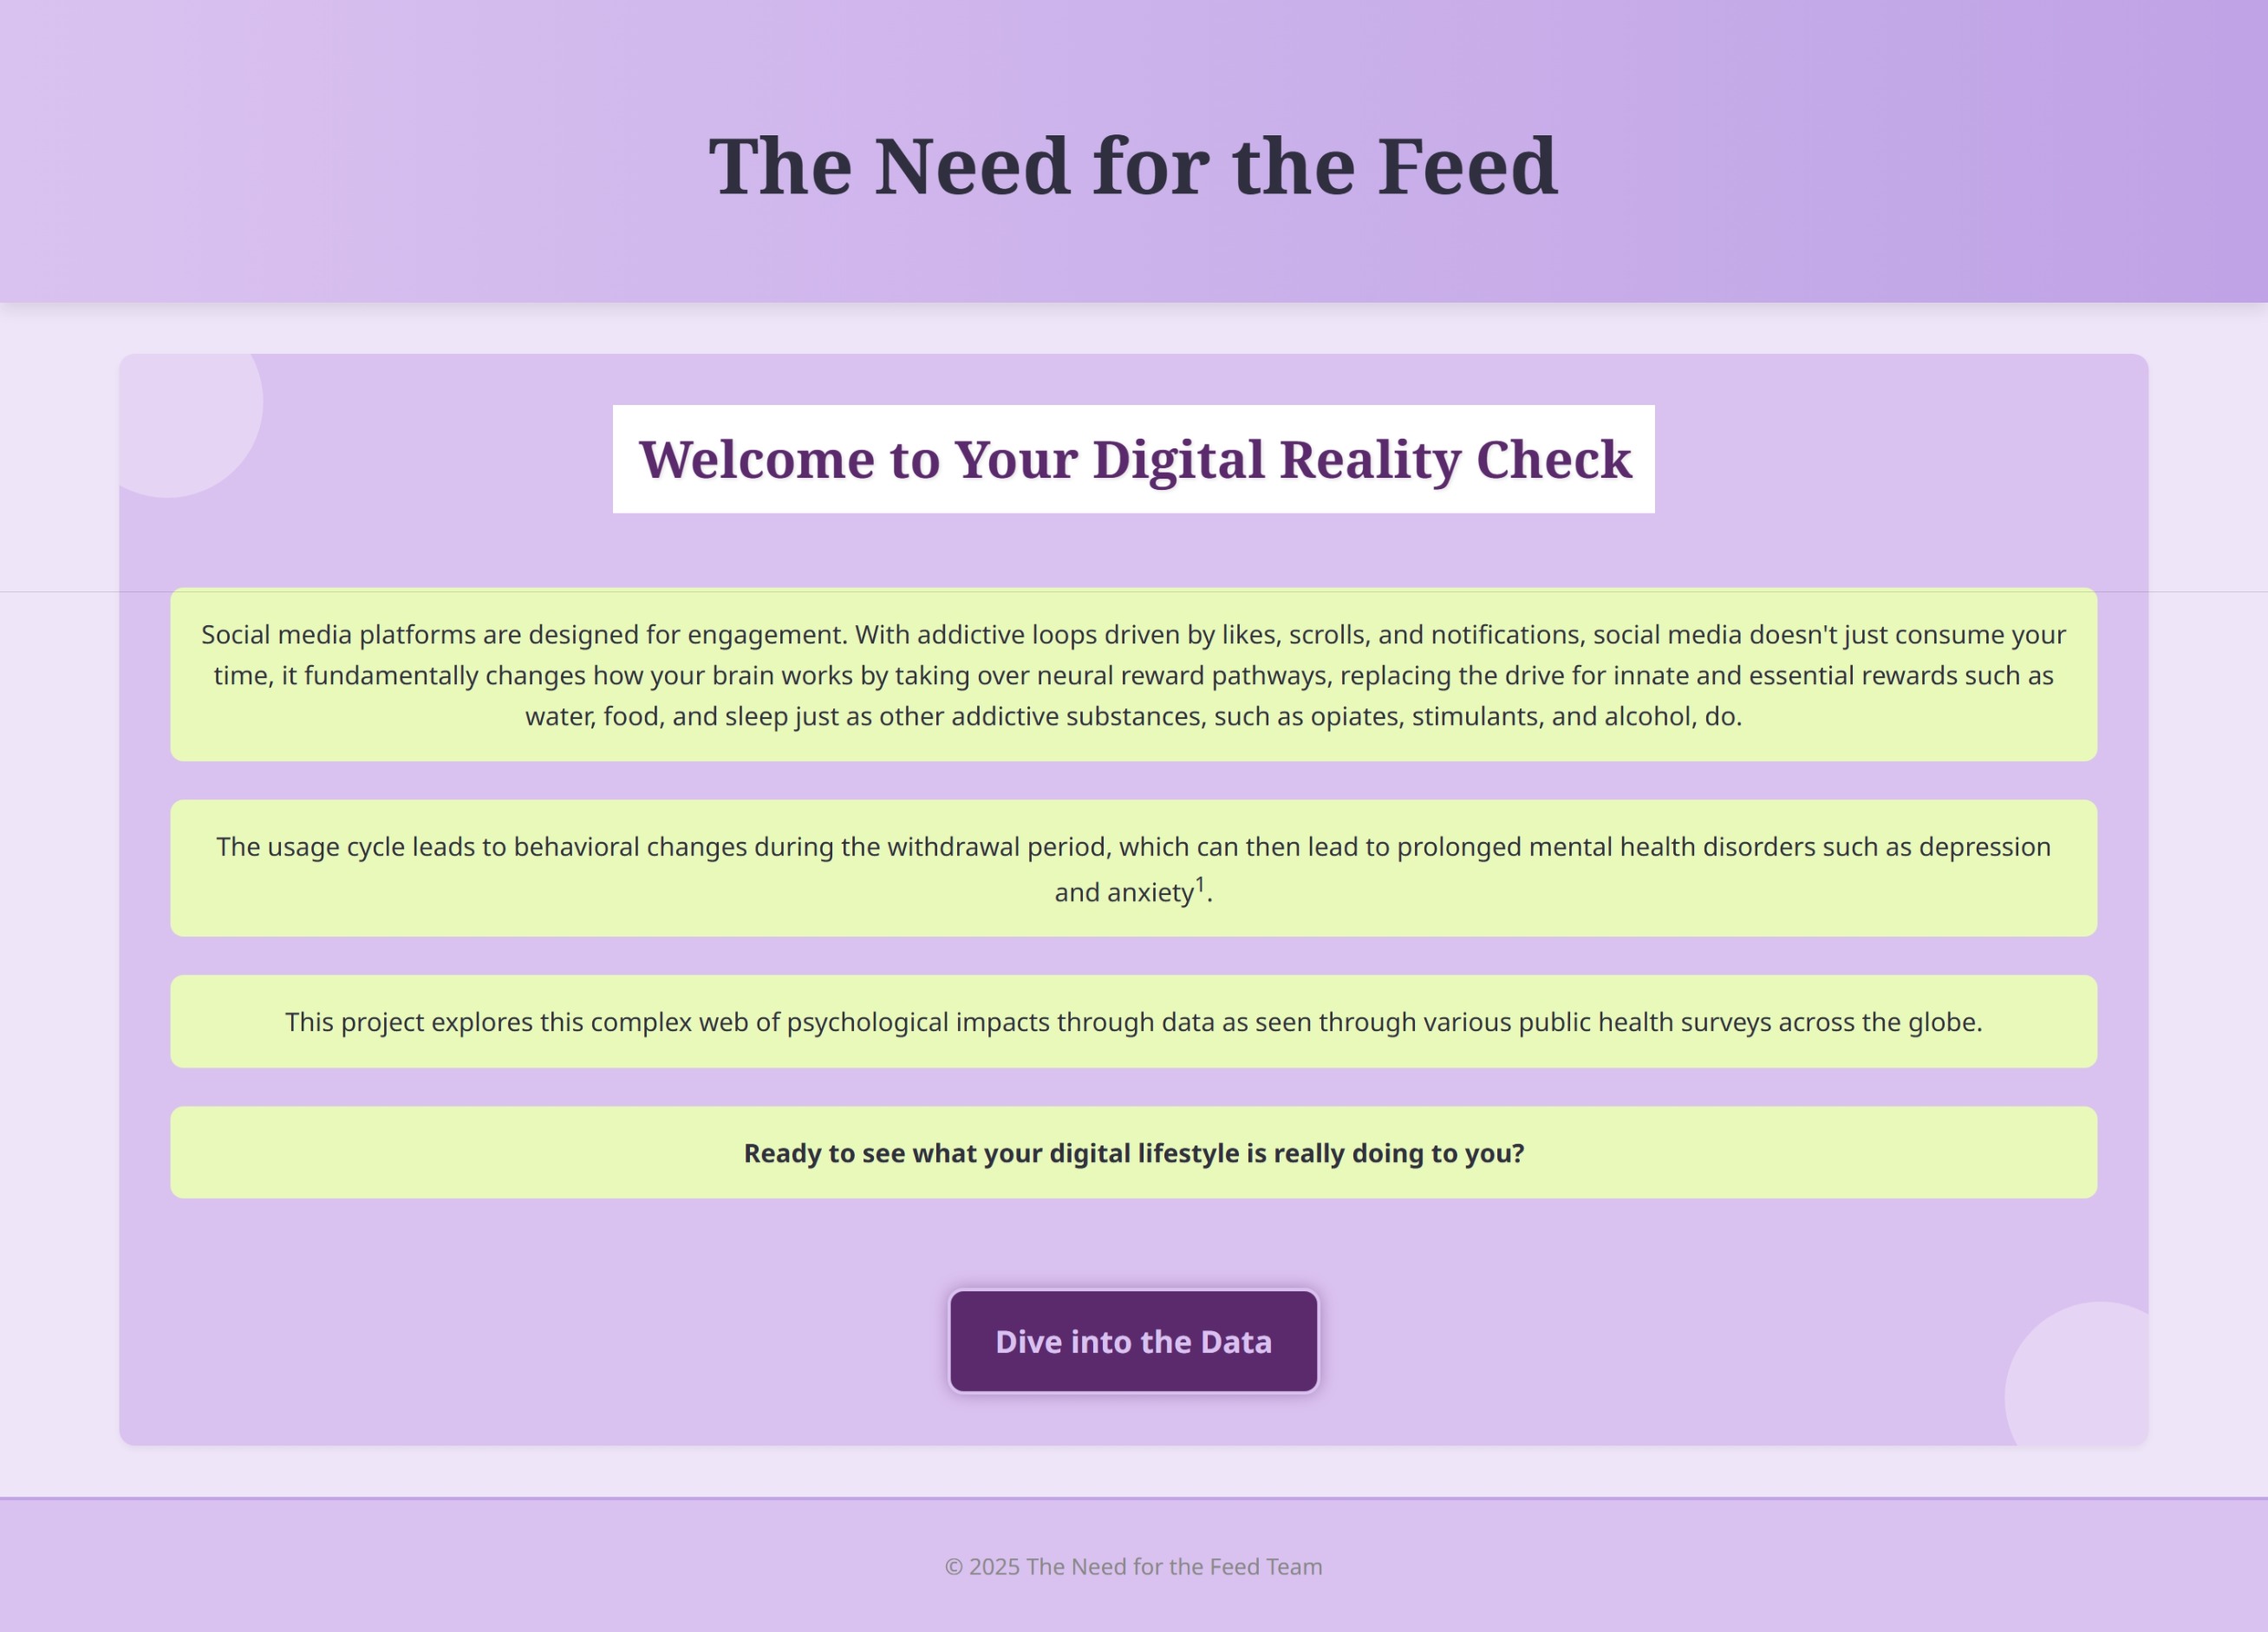 The Need for the Feed
Welcome to Your Digital Reality Check
Social media platforms are designed for engagement. With addictive loops driven by likes, scrolls, and notifications, social media doesn't just consume your
time, it fundamentally changes how your brain works by taking over neural reward pathways, replacing the drive for innate and essential rewards such as
water, food, and sleep just as other addictive substances, such as opiates, stimulants, and alcohol, do.
The usage cycle leads to behavioral changes during the withdrawal period, which can then lead to prolonged mental health disorders such as depression
and anxiety¹.
This project explores this complex web of psychological impacts through data as seen through various public health surveys across the globe.
Ready to see what your digital lifestyle is really doing to you?
Dive into the Data
© 2025 The Need for the Feed Team